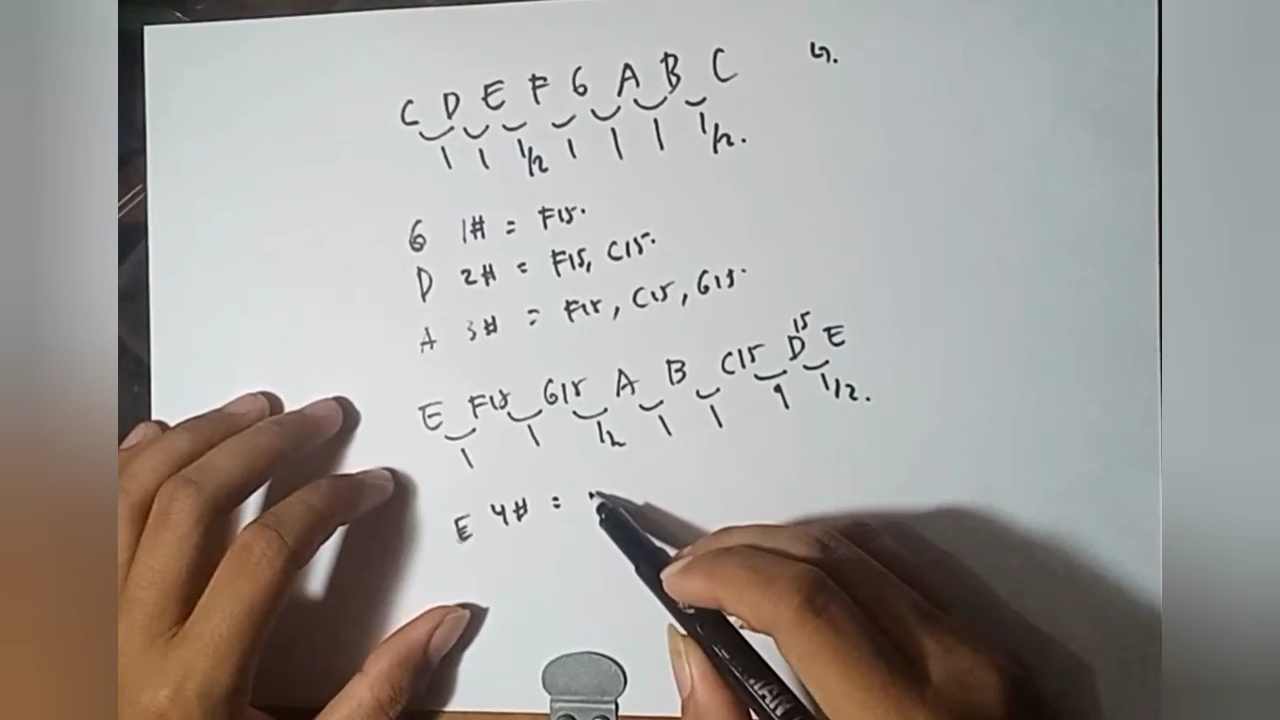 C D E F G A B C
1 1 1/2 1 1 1 1/2.
G 1# = Fis.
D 2# = Fis, Cis.
A 3# = Fis, Cis, Gis.
E Fis Gis A B Cis Dis E
1 1 1/2 1 1 1 1/2.
E 4# =